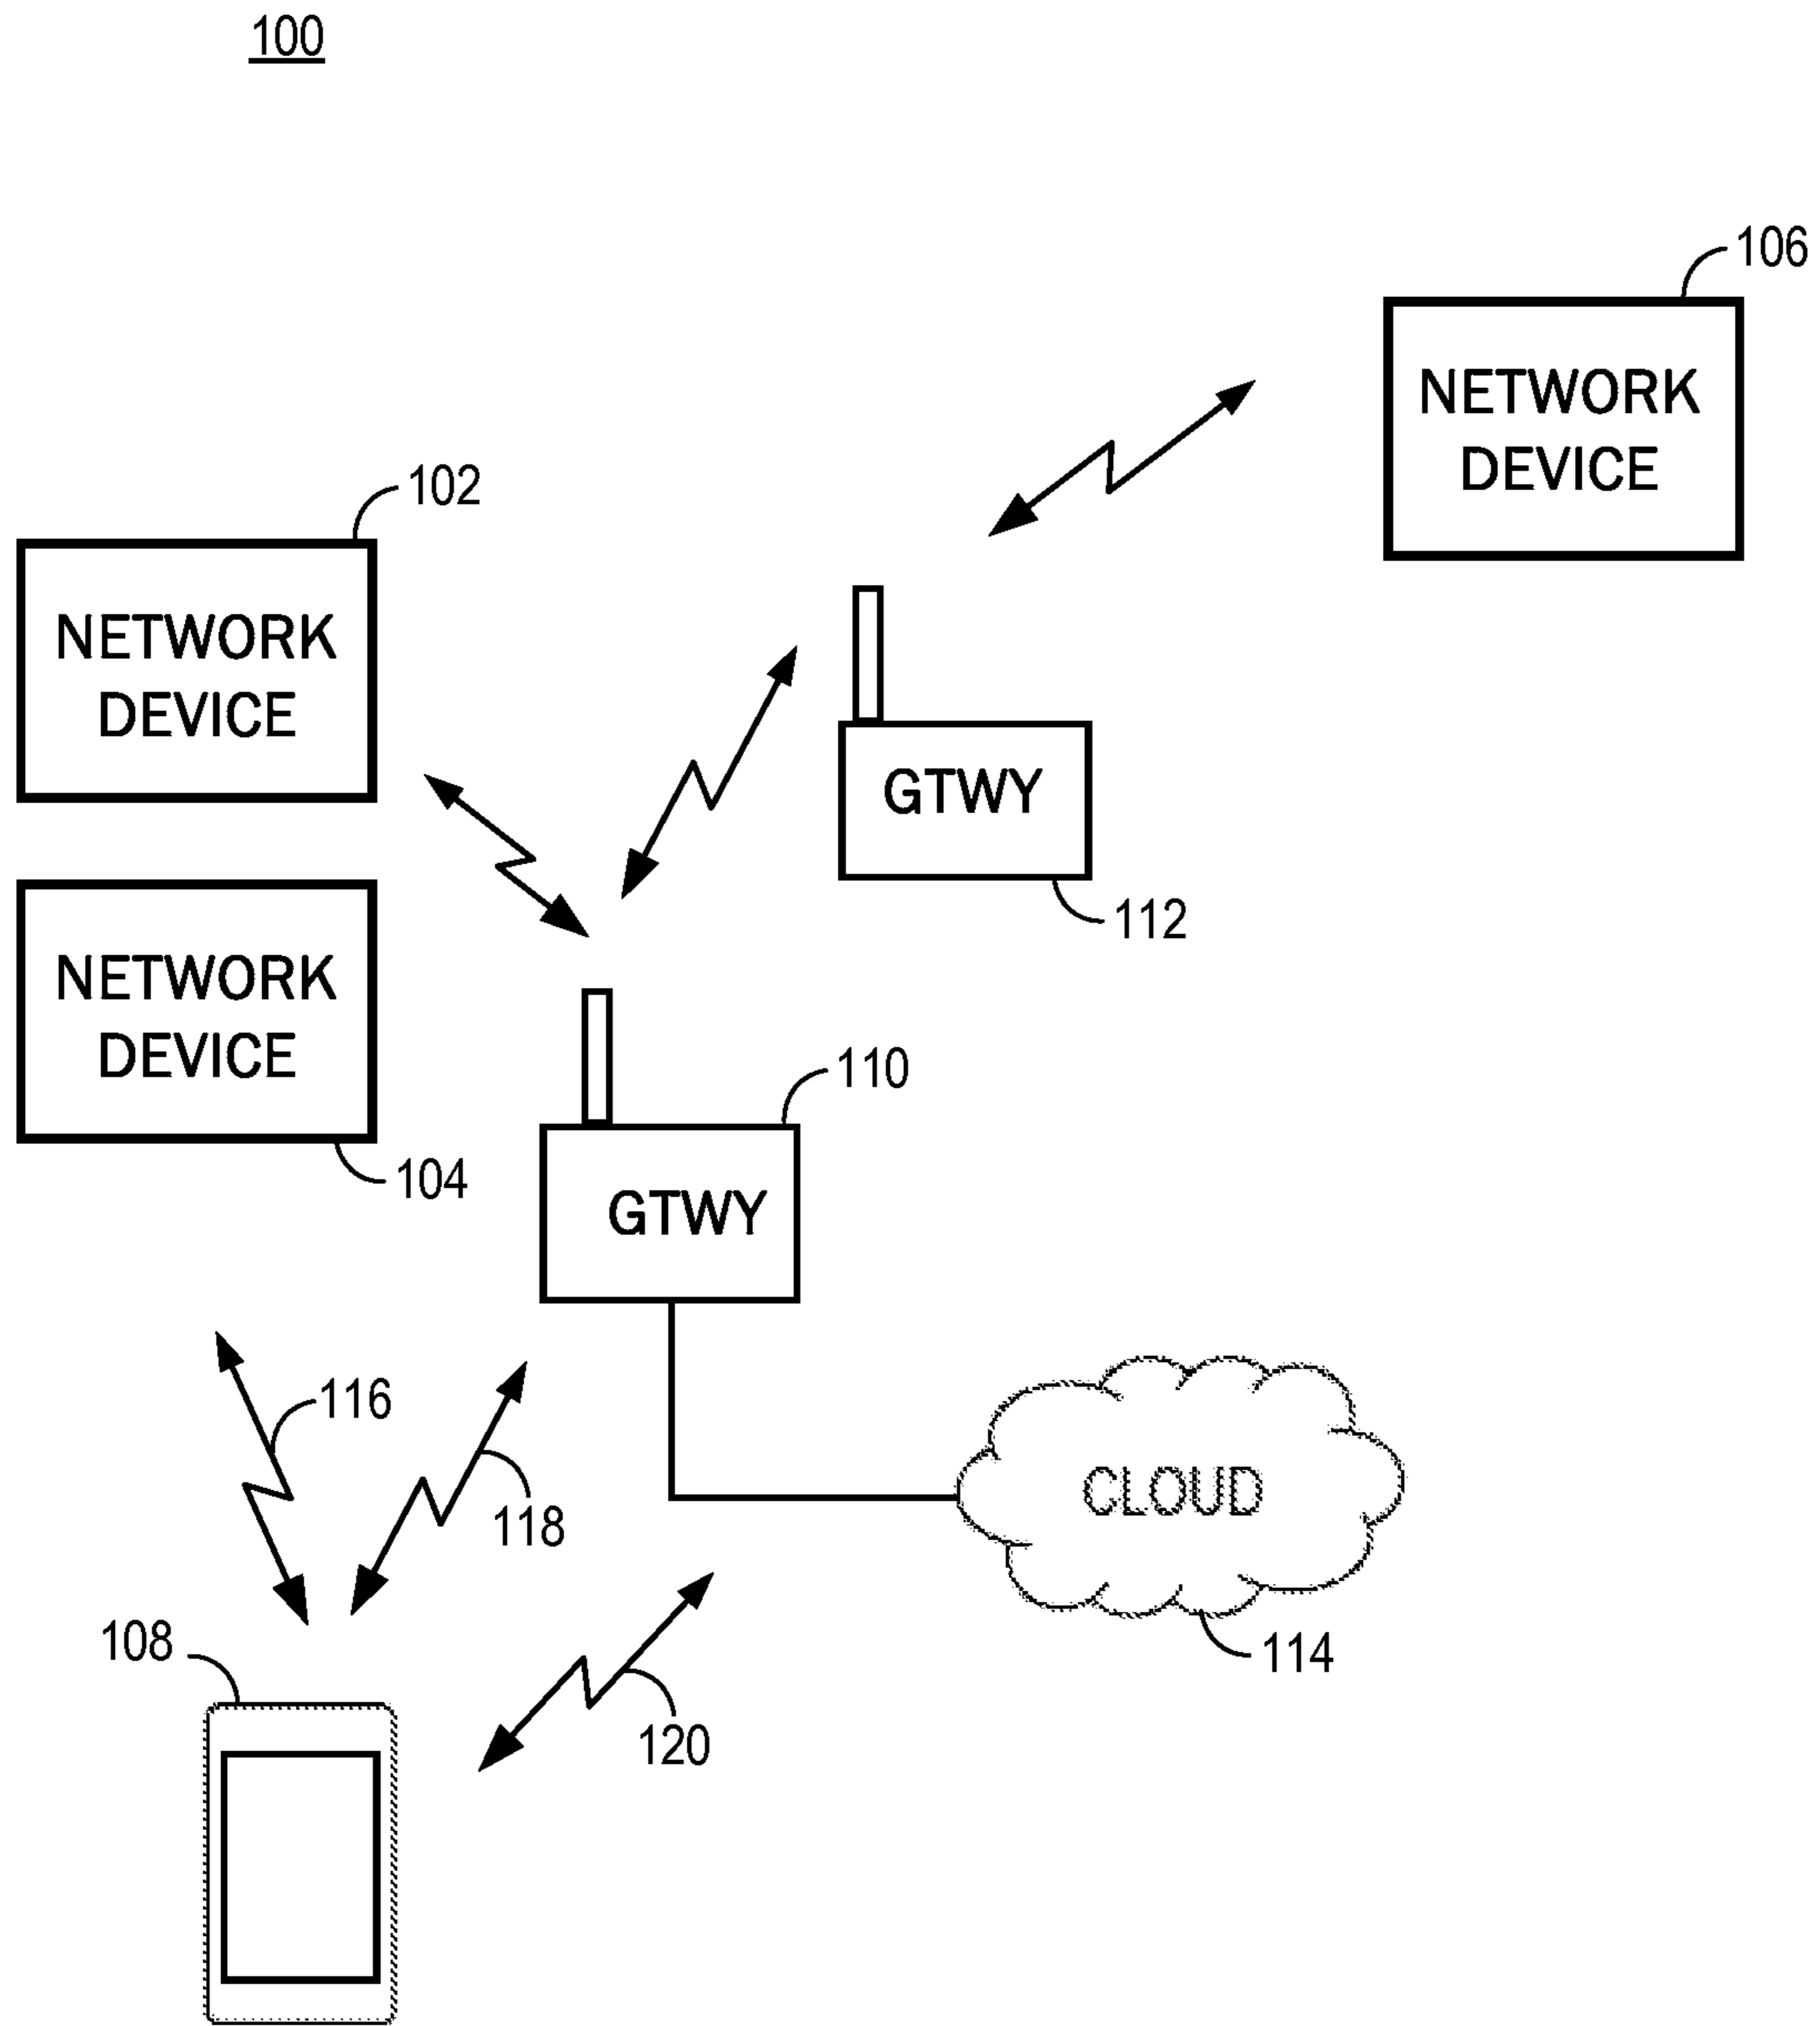 100
106
NETWORK
DEVICE
102
NETWORK
DEVICE
GTWY
112
NETWORK
DEVICE
104
110
GTWY
116
118
CLOUD
114
108
120